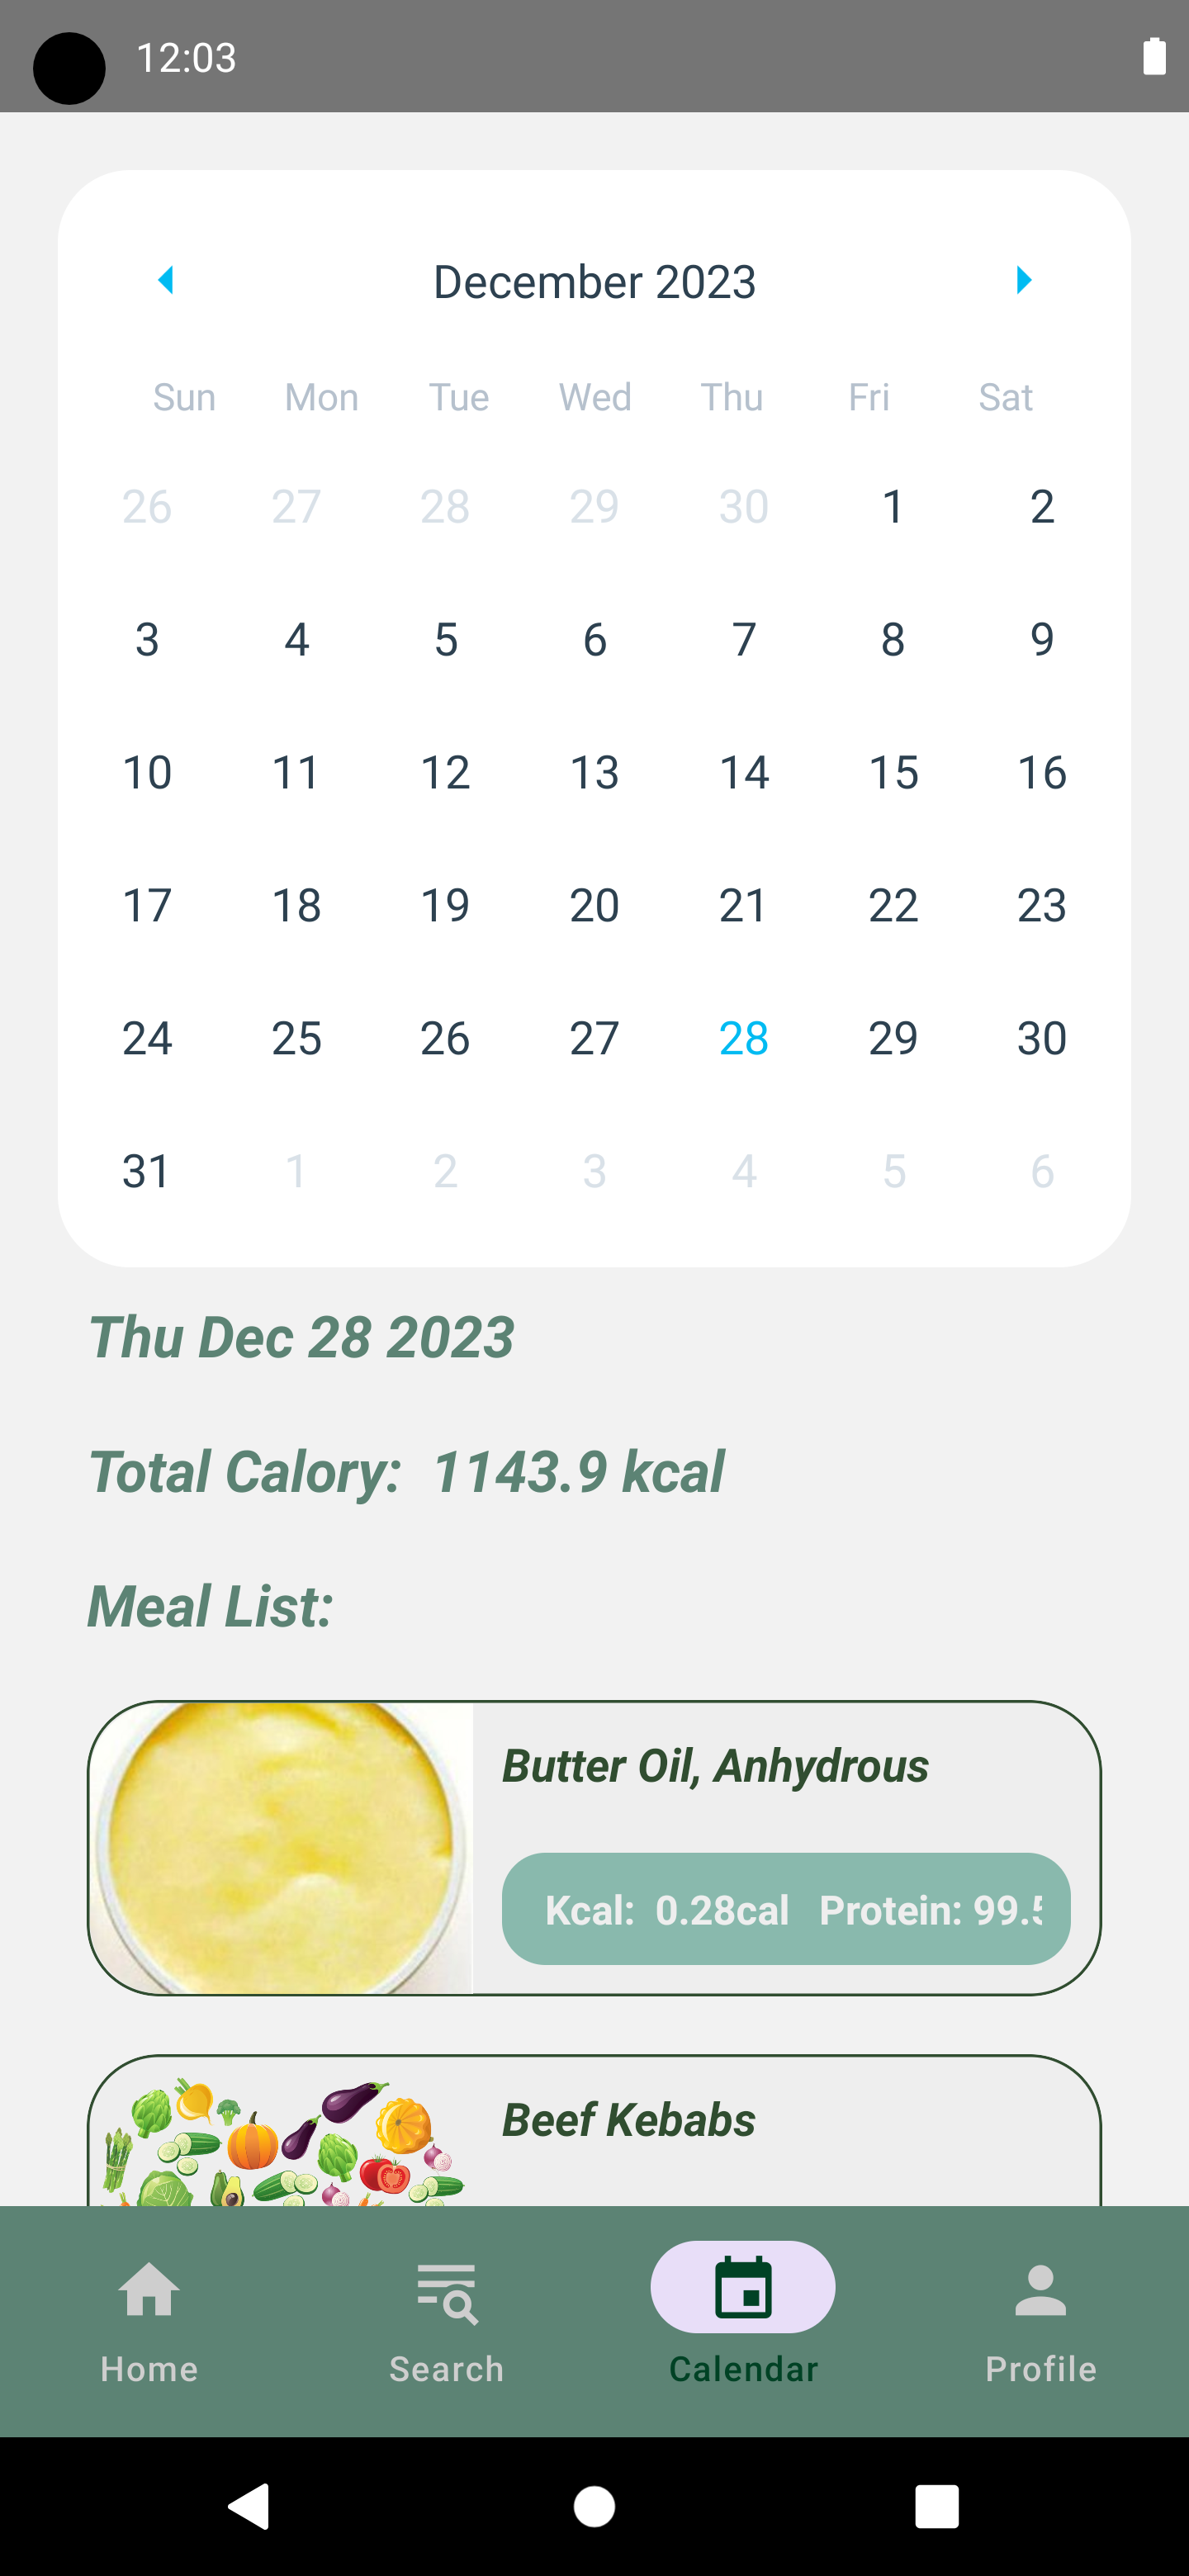 12:03
December 2023
Sun Mon Tue Wed Thu Fri Sat
26 27 28 29 30 1 2
3 4 5 6 7 8 9
10 11 12 13 14 15 16
17 18 19 20 21 22 23
24 25 26 27 28 29 30
31 1 2 3 4 5 6
Thu Dec 28 2023
Total Calory: 1143.9 kcal
Meal List:
Butter Oil, Anhydrous
Kcal: 0.28cal Protein: 99.5
Beef Kebabs
Home Search Calendar Profile